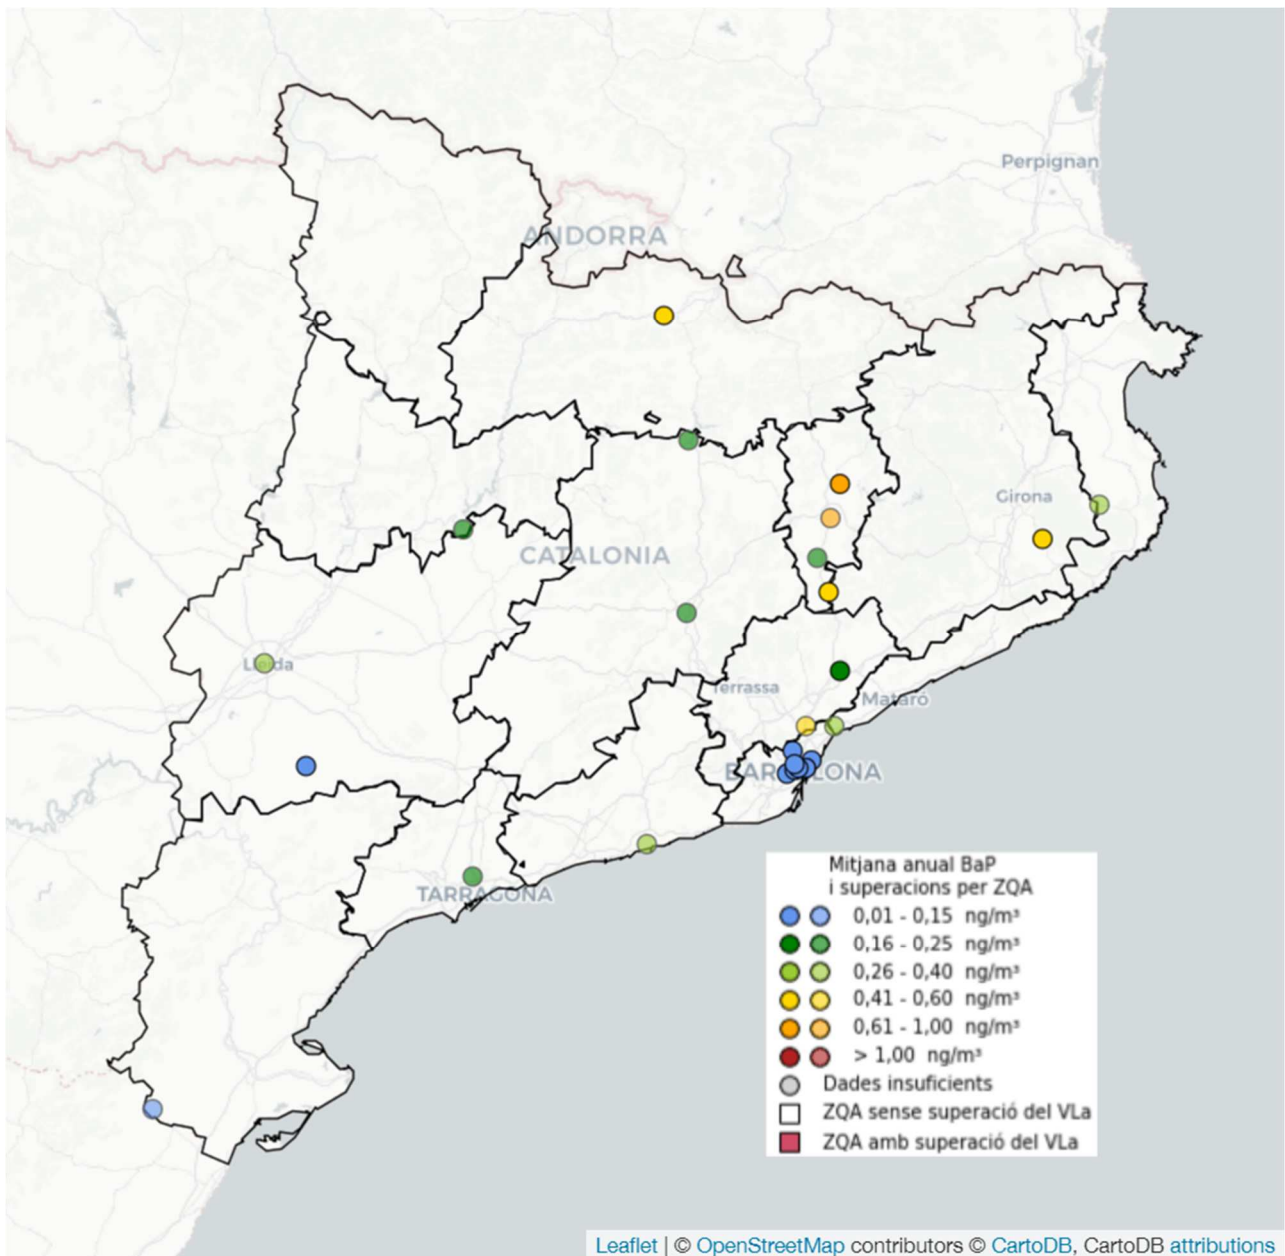 Perpignan
ANDORRA
Girona
CATALONIA
Lleida
Terrassa
Mataró
BARCELONA
TARRAGONA
Mitjana anual BaP
i superacions per ZQA
0,01 - 0,15 ng/m³
0,16 - 0,25 ng/m³
0,26 - 0,40 ng/m³
0,41 - 0,60 ng/m³
0,61 - 1,00 ng/m³
> 1,00 ng/m³
Dades insuficients
ZQA sense superació del VLa
ZQA amb superació del VLa
Leaflet | © OpenStreetMap contributors © CartoDB, CartoDB attributions